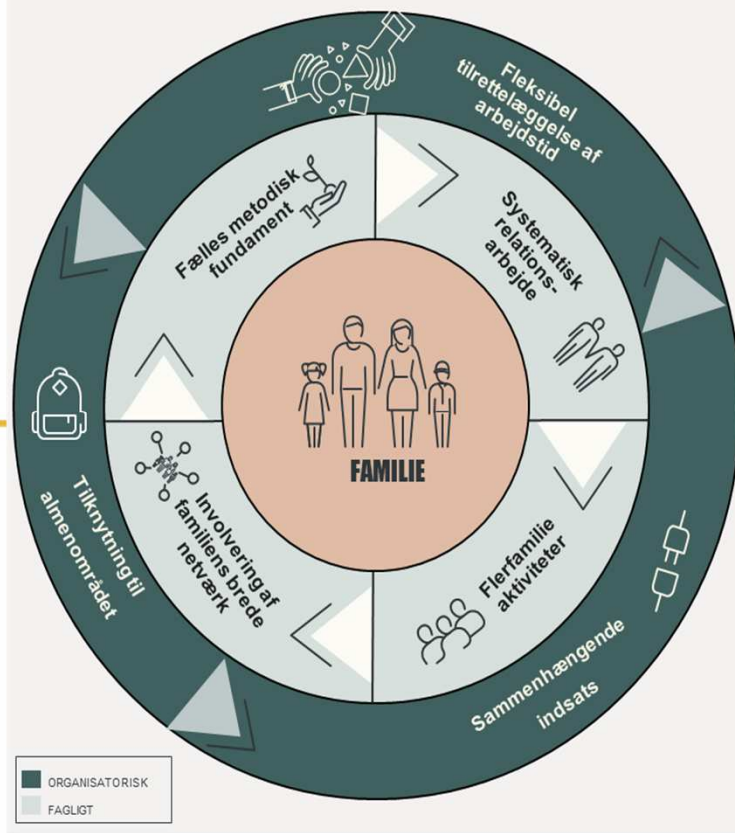 Fleksibel
tilrettelæggelse af
arbejdstid
Fælles metodisk
fundament
Systematisk
relations-
arbejde
FAMILIE
Tilknytning til
almenområdet
Involvering af
familiens brede
netværk
Flerfamilie
aktiviteter
Sammenhængende
indsats
ORGANISATORISK
FAGLIGT